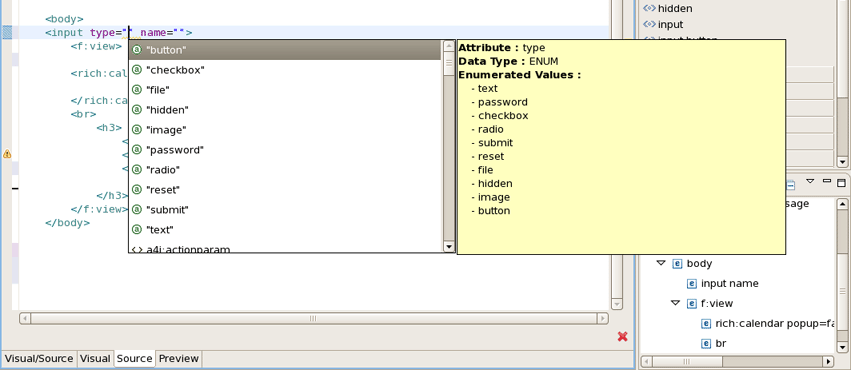 <body>
<input type="" name="">
<f:view>
<rich:cal
</rich:ca
<br>
<h3>
<
<
<
</h3>
</f:view>
</body>
"button"
"checkbox"
"file"
"hidden"
"image"
"password"
"radio"
"reset"
"submit"
"text"
a4j:actionparam
Attribute : type
Data Type : ENUM
Enumerated Values :
- text
- password
- checkbox
- radio
- submit
- reset
- file
- hidden
- image
- button
hidden
input
input button
ssage
body
input name
f:view
rich:calendar popup=fa
br
Visual/Source Visual Source Preview